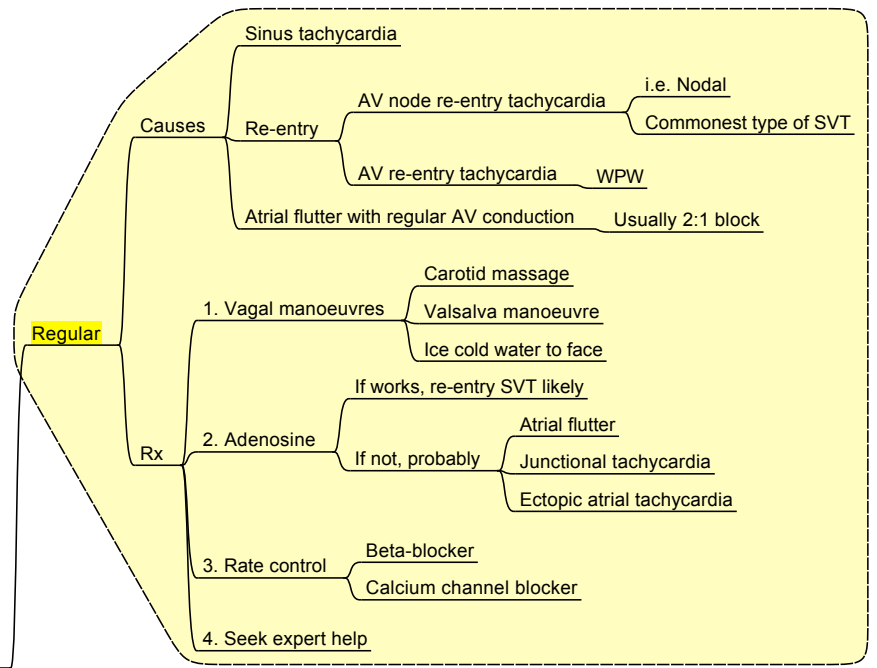 Regular
Causes
Sinus tachycardia
Re-entry
AV node re-entry tachycardia
i.e. Nodal
Commonest type of SVT
AV re-entry tachycardia
WPW
Atrial flutter with regular AV conduction
Usually 2:1 block
Rx
1. Vagal manoeuvres
Carotid massage
Valsalva manoeuvre
Ice cold water to face
2. Adenosine
If works, re-entry SVT likely
If not, probably
Atrial flutter
Junctional tachycardia
Ectopic atrial tachycardia
3. Rate control
Beta-blocker
Calcium channel blocker
4. Seek expert help